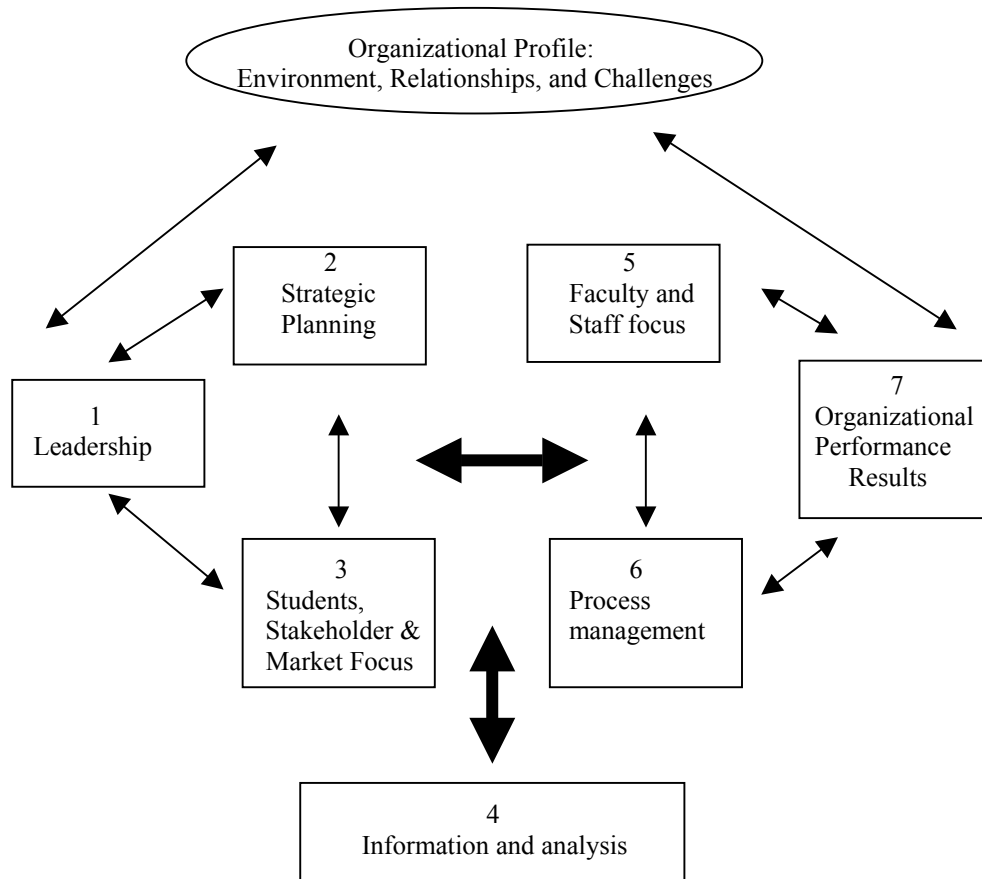 Organizational Profile:
Environment, Relationships, and Challenges
2
Strategic
Planning
5
Faculty and
Staff focus
1
Leadership
7
Organizational
Performance
Results
3
Students,
Stakeholder &
Market Focus
6
Process
management
4
Information and analysis